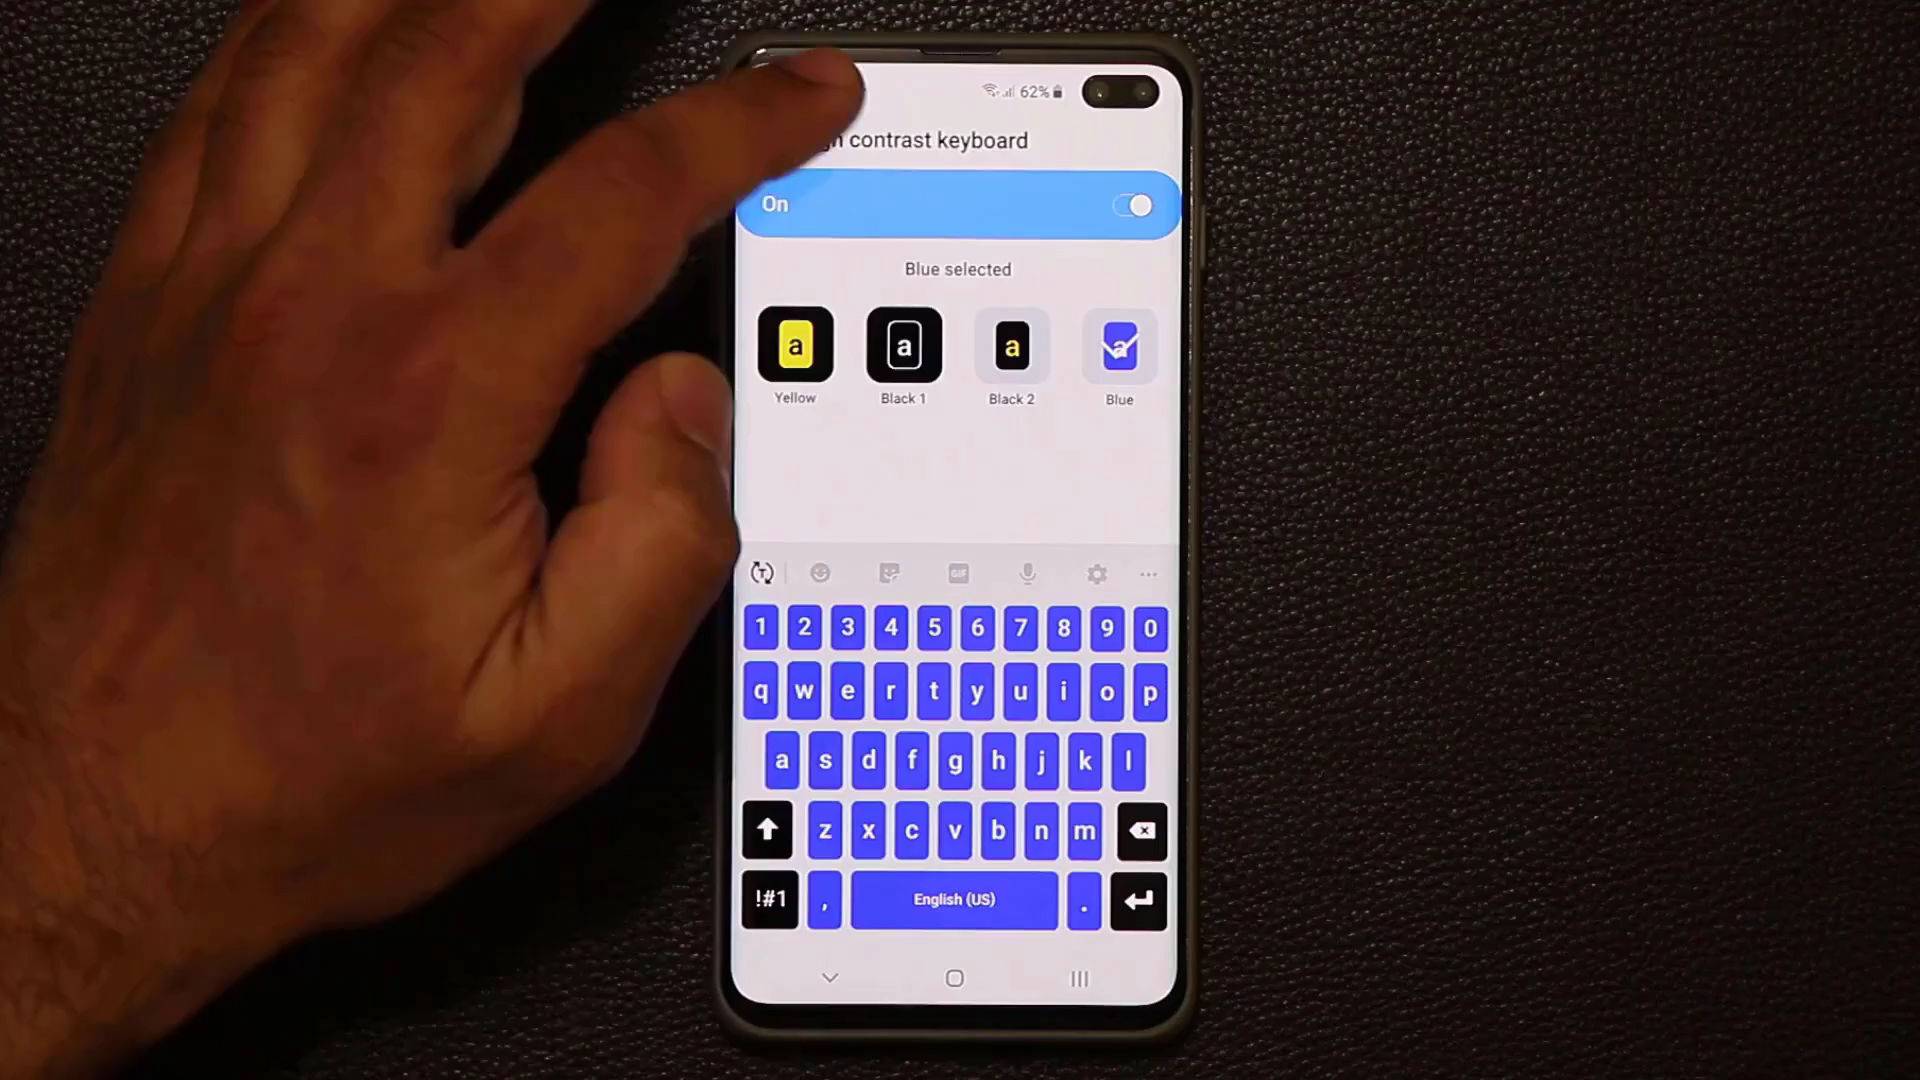 62%
contrast keyboard
On
Blue selected
a a a a
Yellow Black 1 Black 2 Blue
T GIF
1 2 3 4 5 6 7 8 9 0
q w e r t y u i o p
a s d f g h j k l
z x c v b n m
!#1 , English (US) .